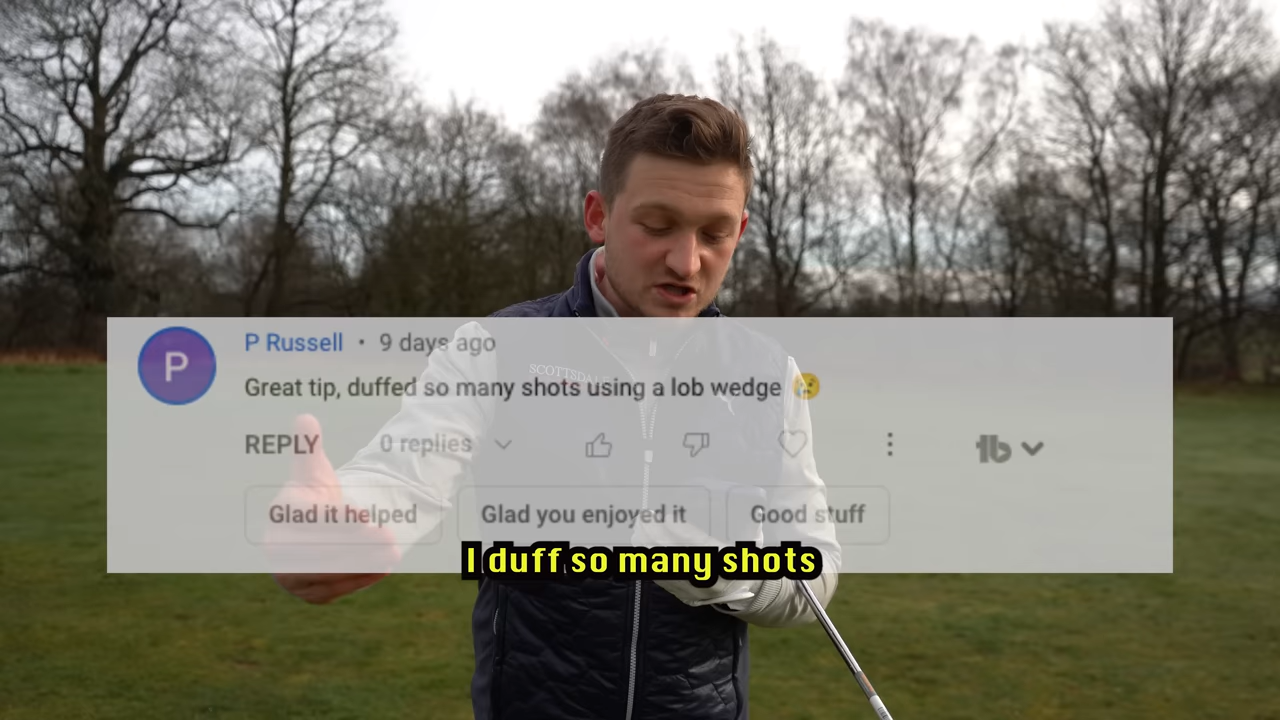 P Russell • 9 days ago
Great tip, duffed so many shots using a lob wedge 😢
REPLY 0 replies
Glad it helped Glad you enjoyed it Good stuff
I duff so many shots